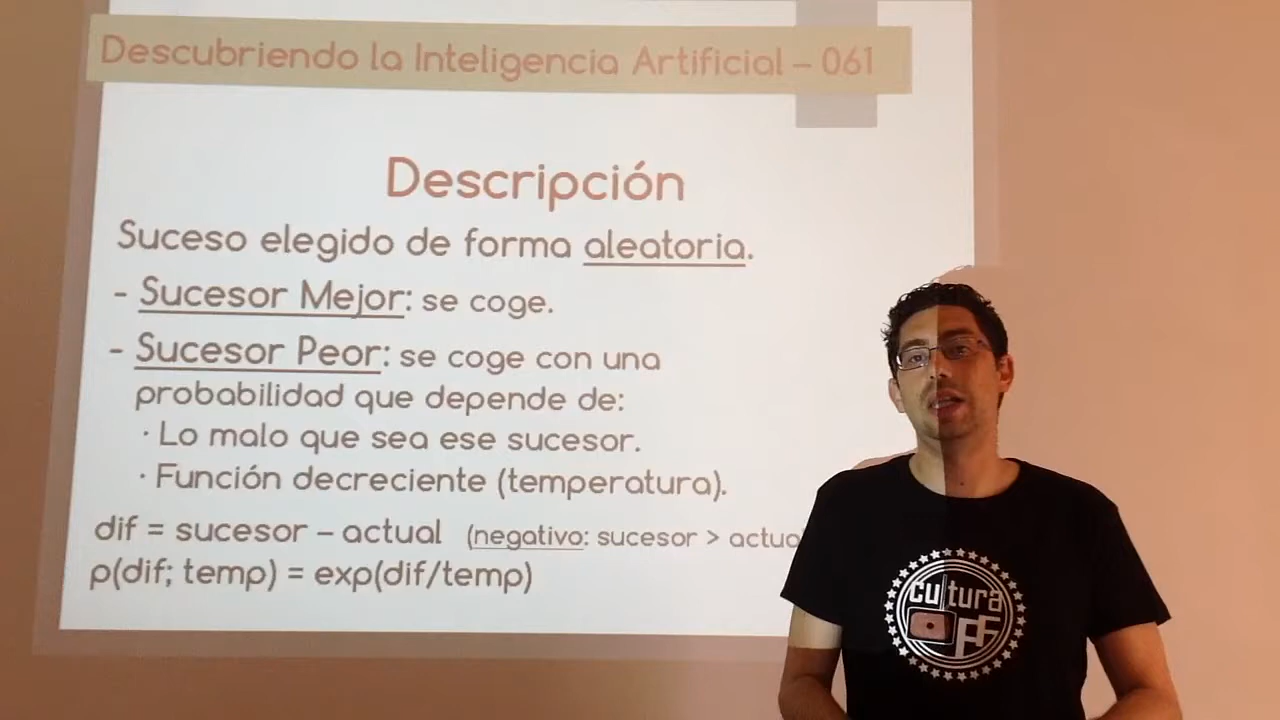 Descubriendo la Inteligencia Artificial – 061
Descripción
Suceso elegido de forma aleatoria.
- Sucesor Mejor: se coge.
- Sucesor Peor: se coge con una
probabilidad que depende de:
· Lo malo que sea ese sucesor.
· Función decreciente (temperatura).
dif = sucesor – actual (negativo: sucesor > actua
p(dif; temp) = exp(dif/temp)
cultura
OFF